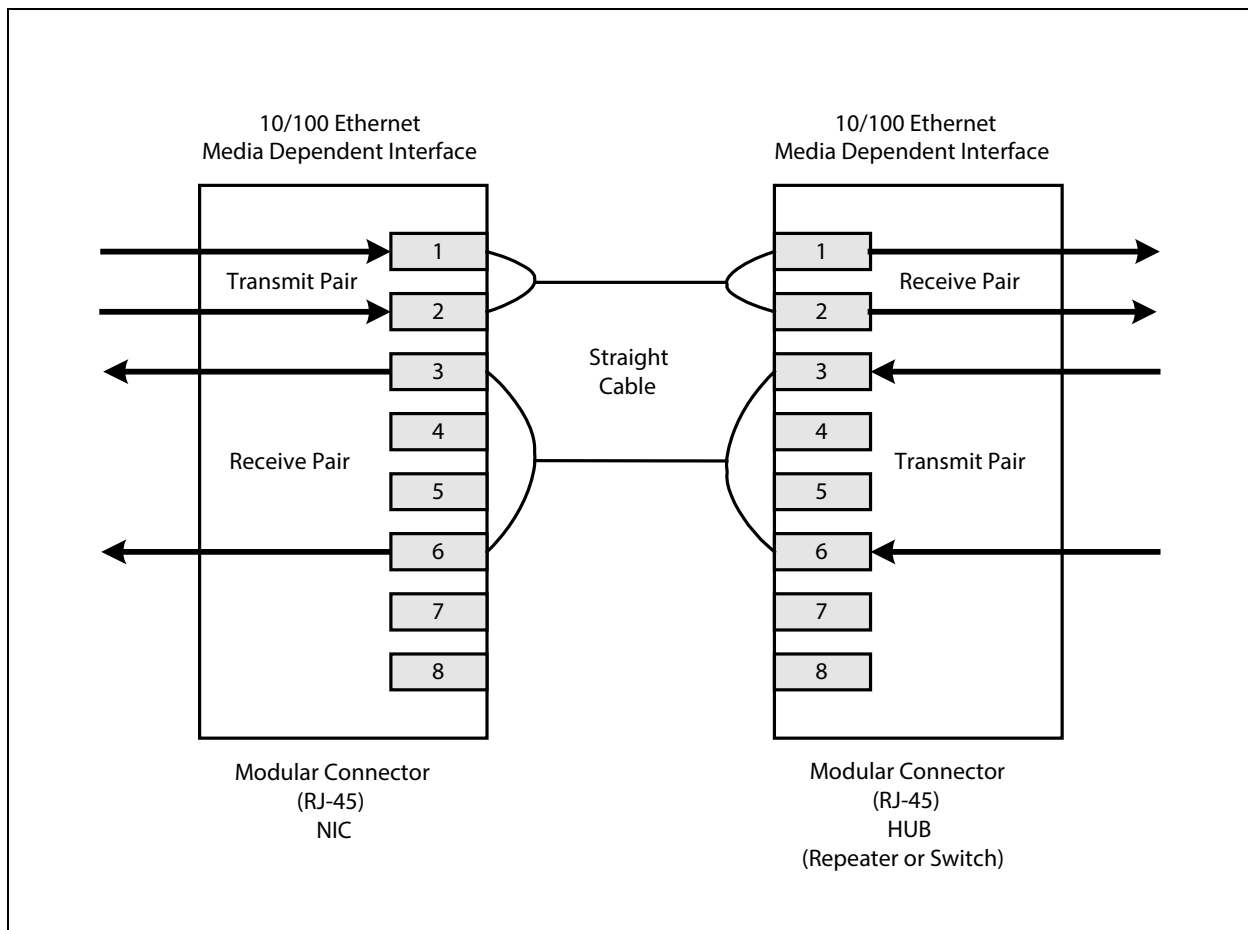 10/100 Ethernet
Media Dependent Interface
10/100 Ethernet
Media Dependent Interface
1
Transmit Pair
2
3
4
Receive Pair
5
6
7
8
Straight
Cable
1
Receive Pair
2
3
4
Transmit Pair
5
6
7
8
Modular Connector
(RJ-45)
NIC
Modular Connector
(RJ-45)
HUB
(Repeater or Switch)